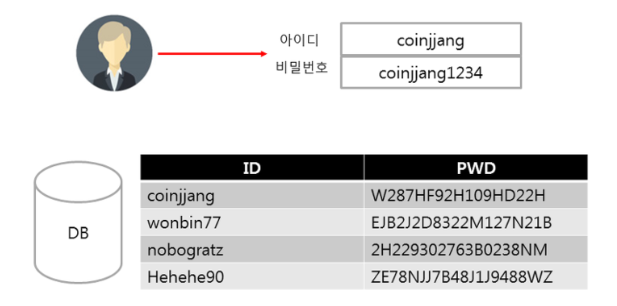 아이디 coinjjang
비밀번호 coinjjang1234
ID PWD
DB
coinjjang W287HF92H109HD22H
wonbin77 EJB2J2D8322M127N21B
nobogratz 2H229302763B0238NM
Hehehe90 ZE78NJJ7B48J1J9488WZ